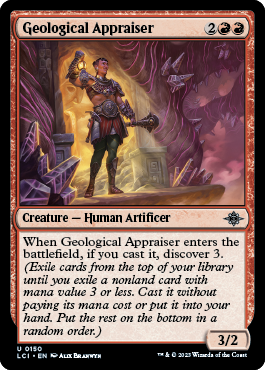 Geological Appraiser 2
Creature — Human Artificer
When Geological Appraiser enters the
battlefield, if you cast it, discover 3.
(Exile cards from the top of your library
until you exile a nonland card with
mana value 3 or less. Cast it without
paying its mana cost or put it into your
hand. Put the rest on the bottom in a
random order.)
3/2
U 0150
LCI • EN Alix Branwyn
™ & © 2023 Wizards of the Coast